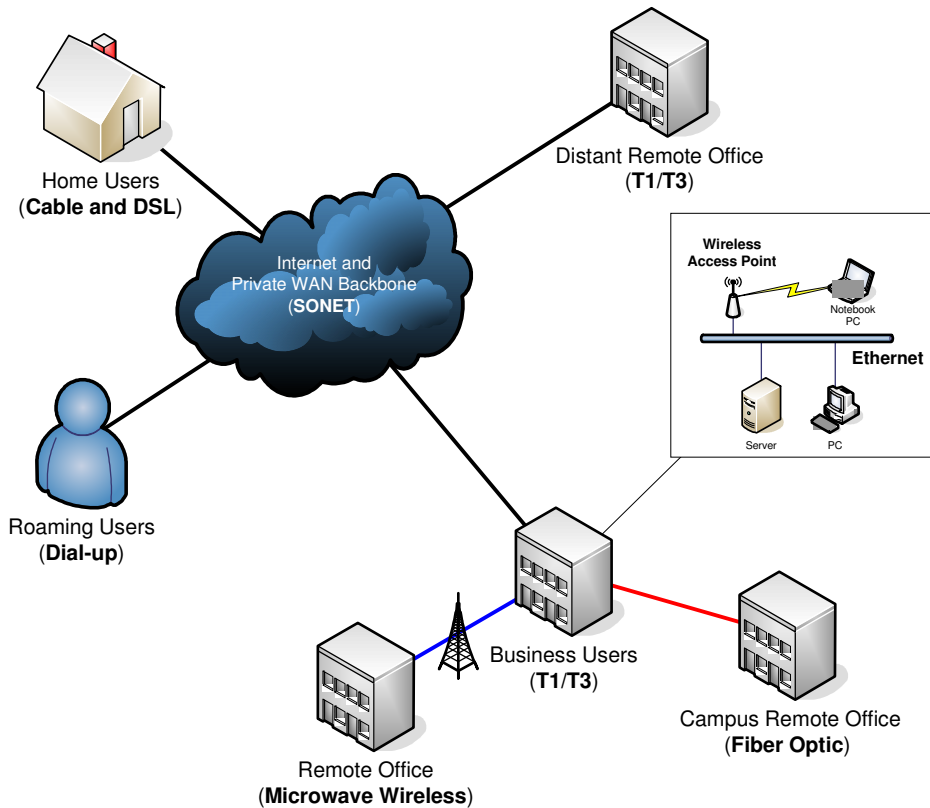 Home Users
(Cable and DSL)
Distant Remote Office
(T1/T3)
Internet and
Private WAN Backbone
(SONET)
Wireless
Access Point
Notebook
PC
Ethernet
Server
PC
Roaming Users
(Dial-up)
Business Users
(T1/T3)
Campus Remote Office
(Fiber Optic)
Remote Office
(Microwave Wireless)